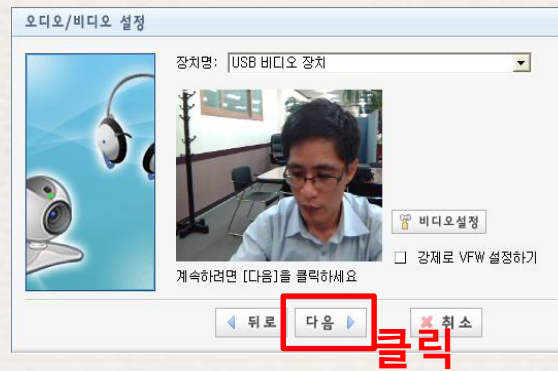 오디오/비디오 설정
장치명: USB 비디오 장치
비디오설정
강제로 VFW 설정하기
계속하려면 [다음]을 클릭하세요
뒤로 다음 취소
클릭